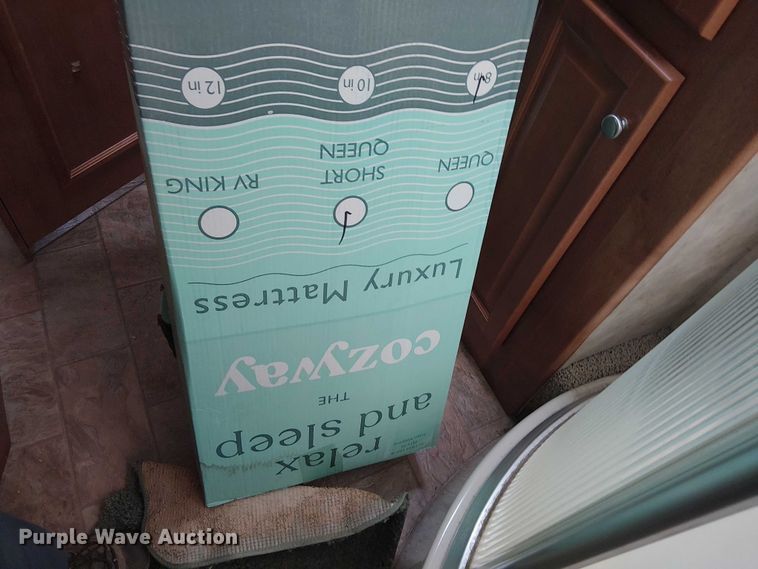 relax
and sleep
THE
cozyway
Luxury Mattress
QUEEN
SHORT
QUEEN
RV KING
8 in
10 in
12 in
Purple Wave Auction